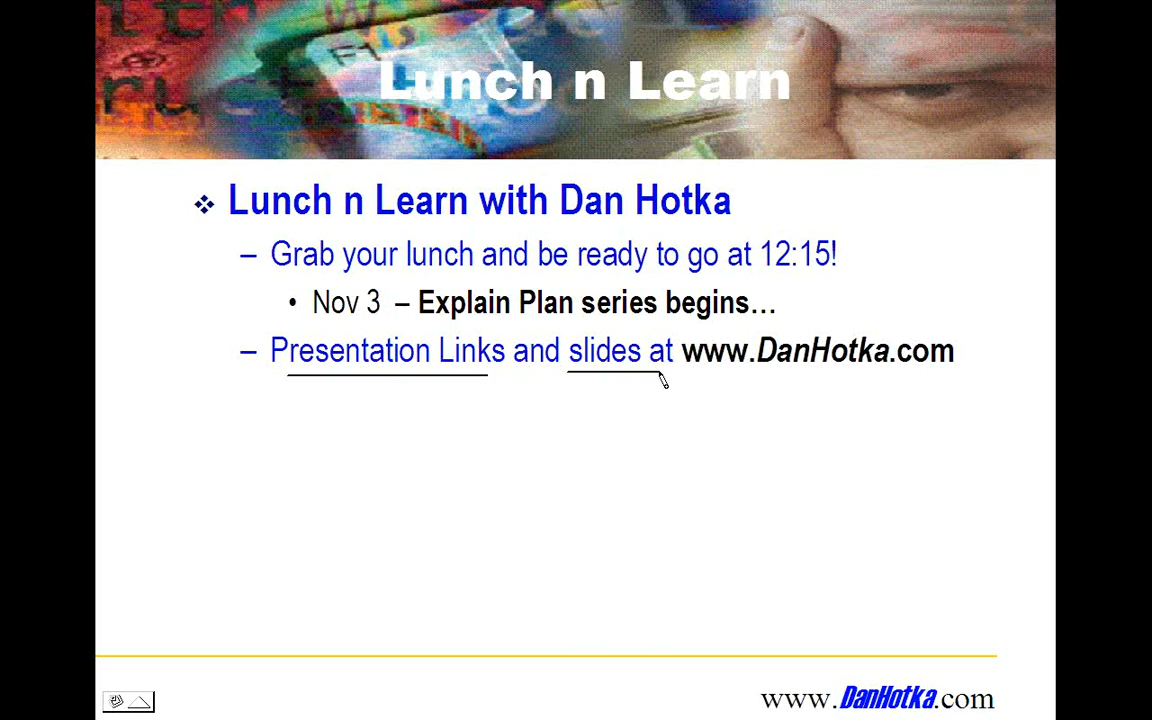 Lunch n Learn
Lunch n Learn with Dan Hotka
– Grab your lunch and be ready to go at 12:15!
• Nov 3 – Explain Plan series begins…
– Presentation Links and slides at www.DanHotka.com
www.DanHotka.com